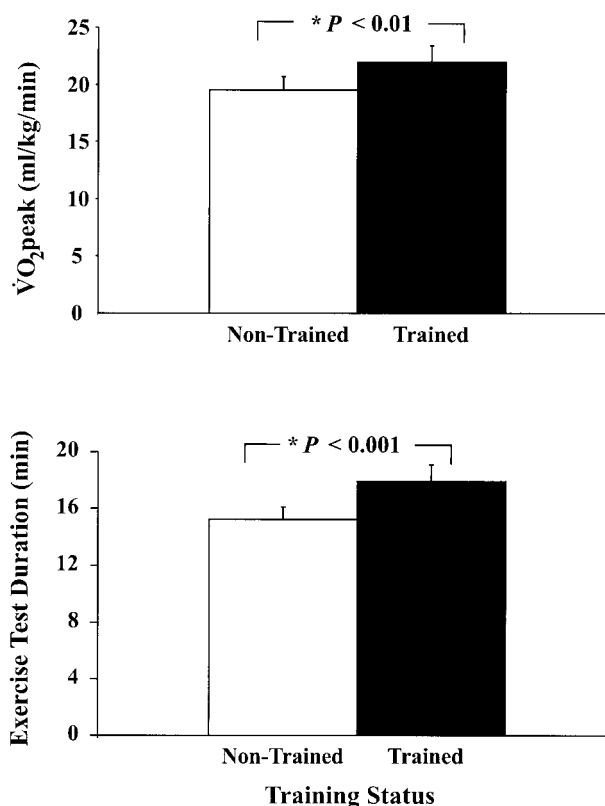 * P < 0.01
25
20
15
10
5
0
V̇O₂peak (ml/kg/min)
Non-Trained Trained
* P < 0.001
20
16
12
8
4
0
Exercise Test Duration (min)
Non-Trained Trained
Training Status